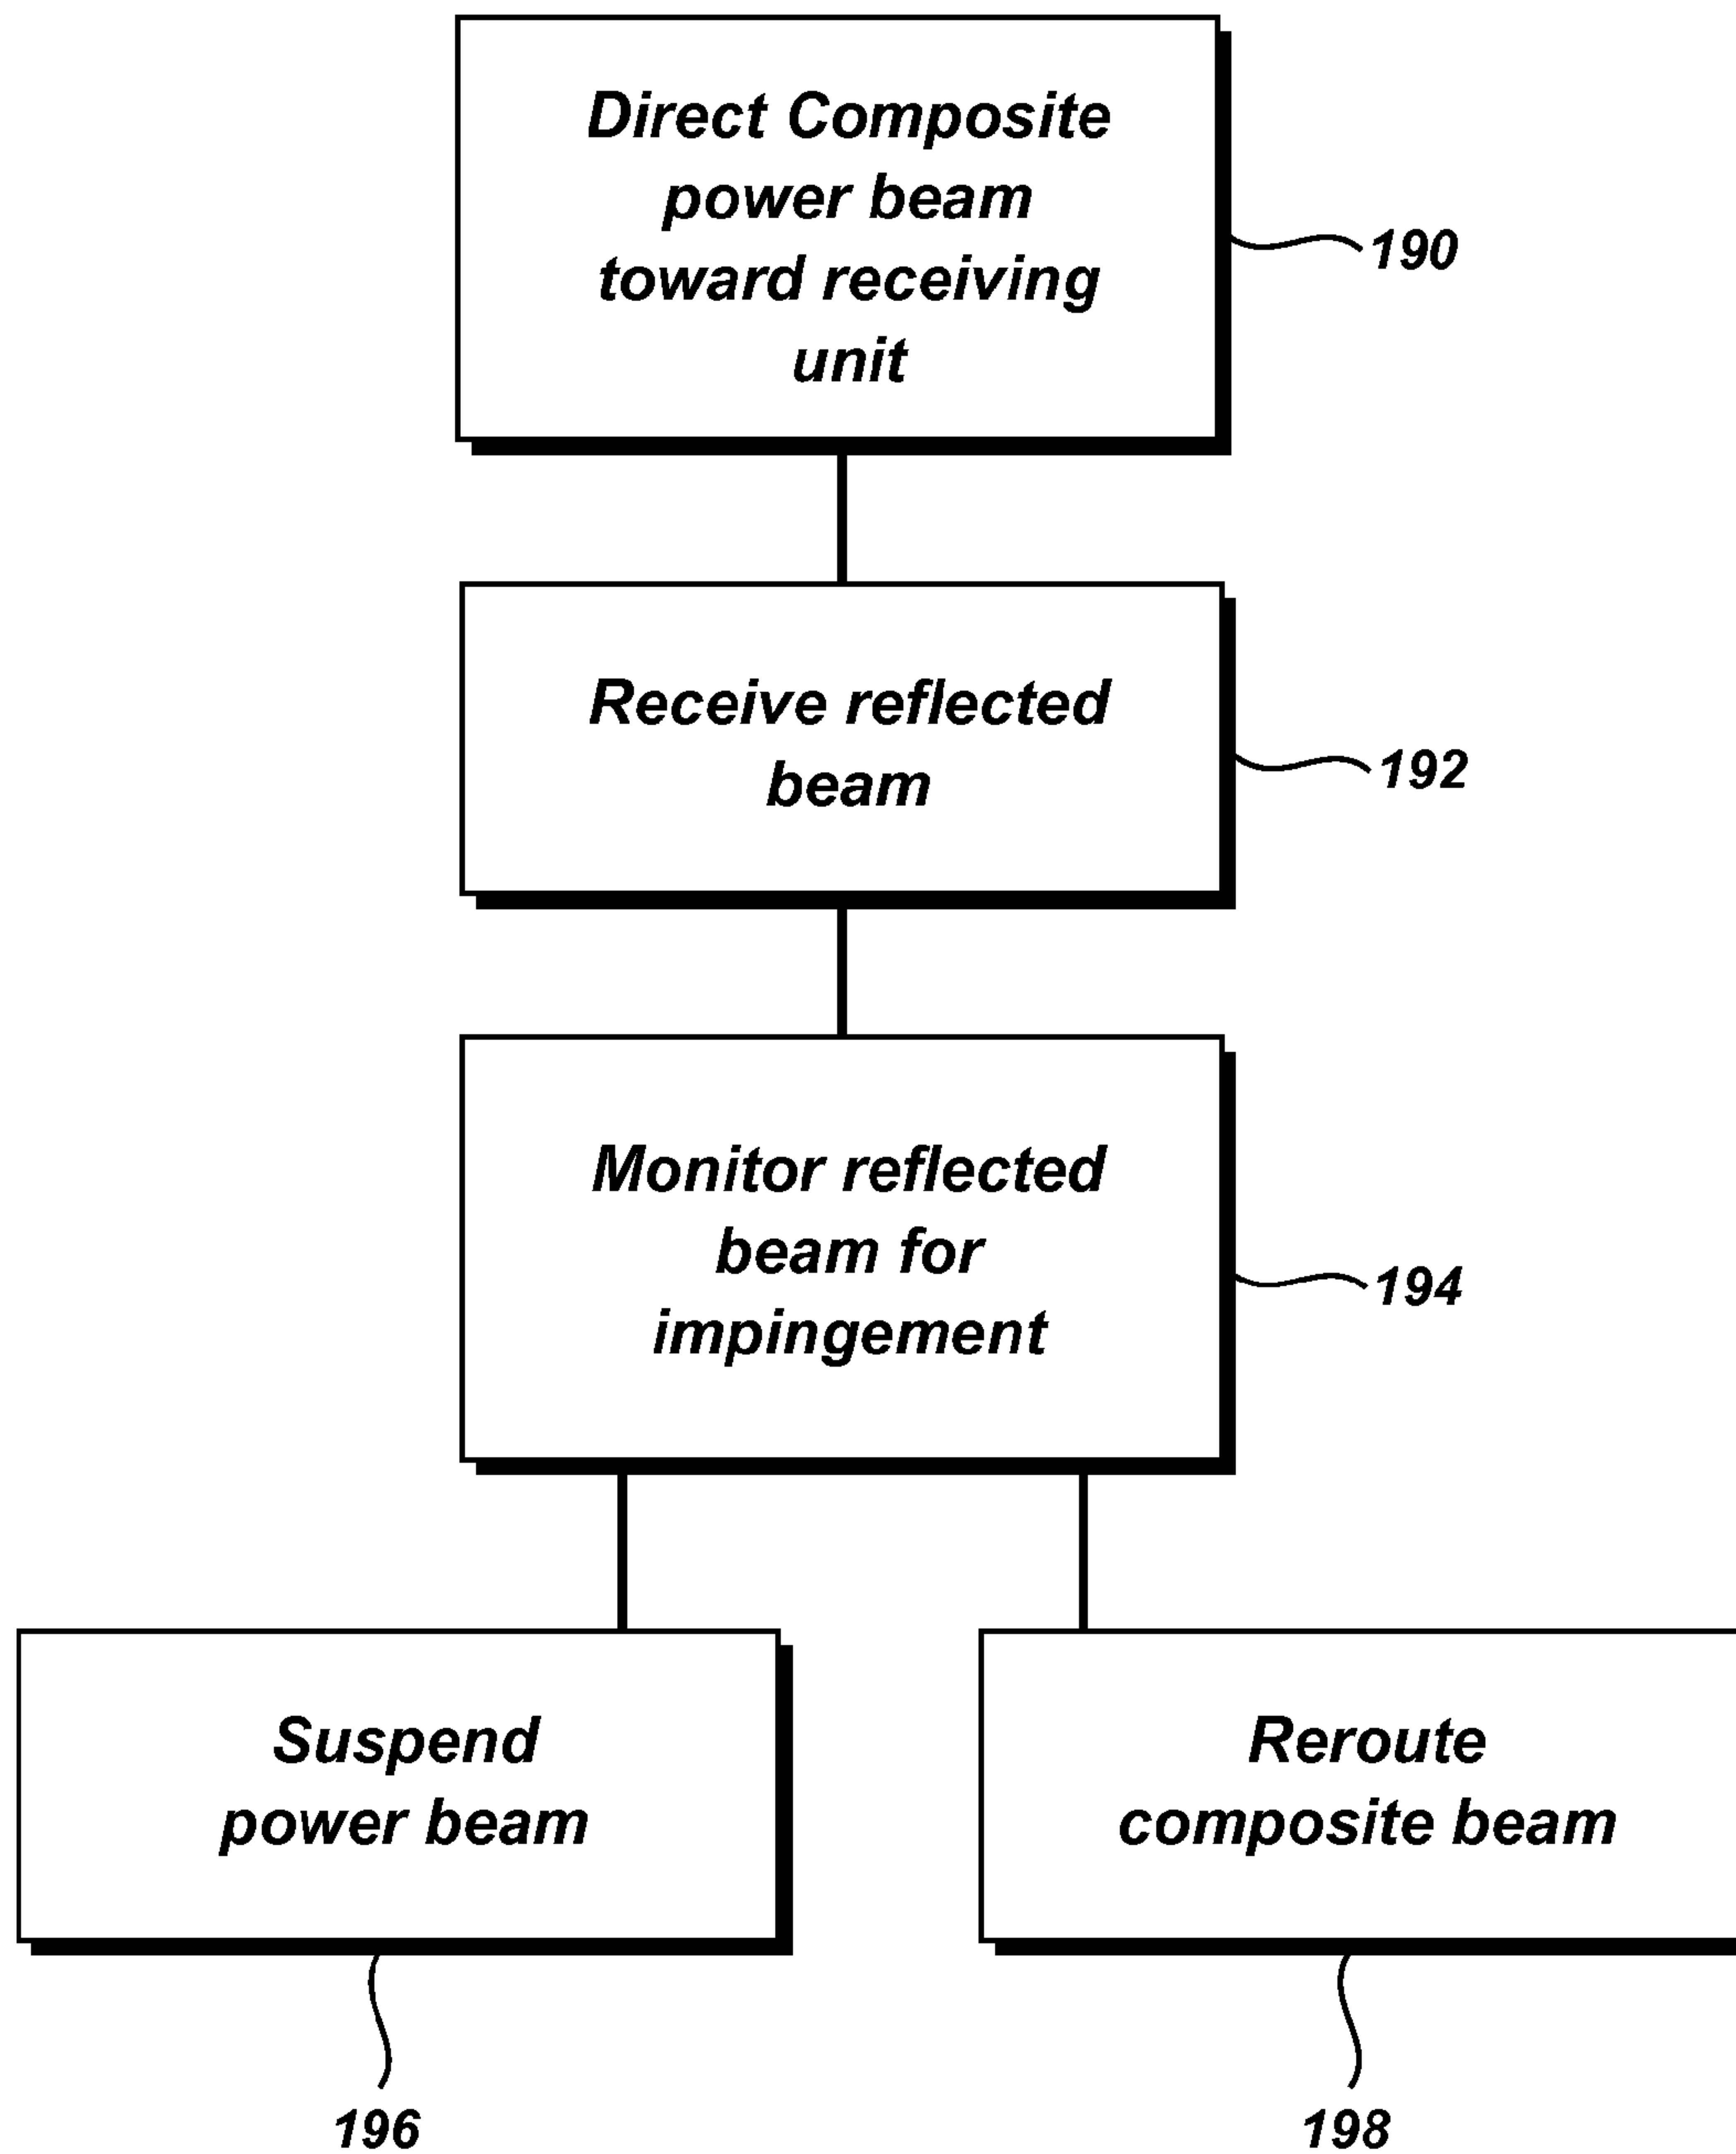 Direct Composite
power beam
toward receiving
unit
190
Receive reflected
beam
192
Monitor reflected
beam for
impingement
194
Suspend
power beam
196
Reroute
composite beam
198